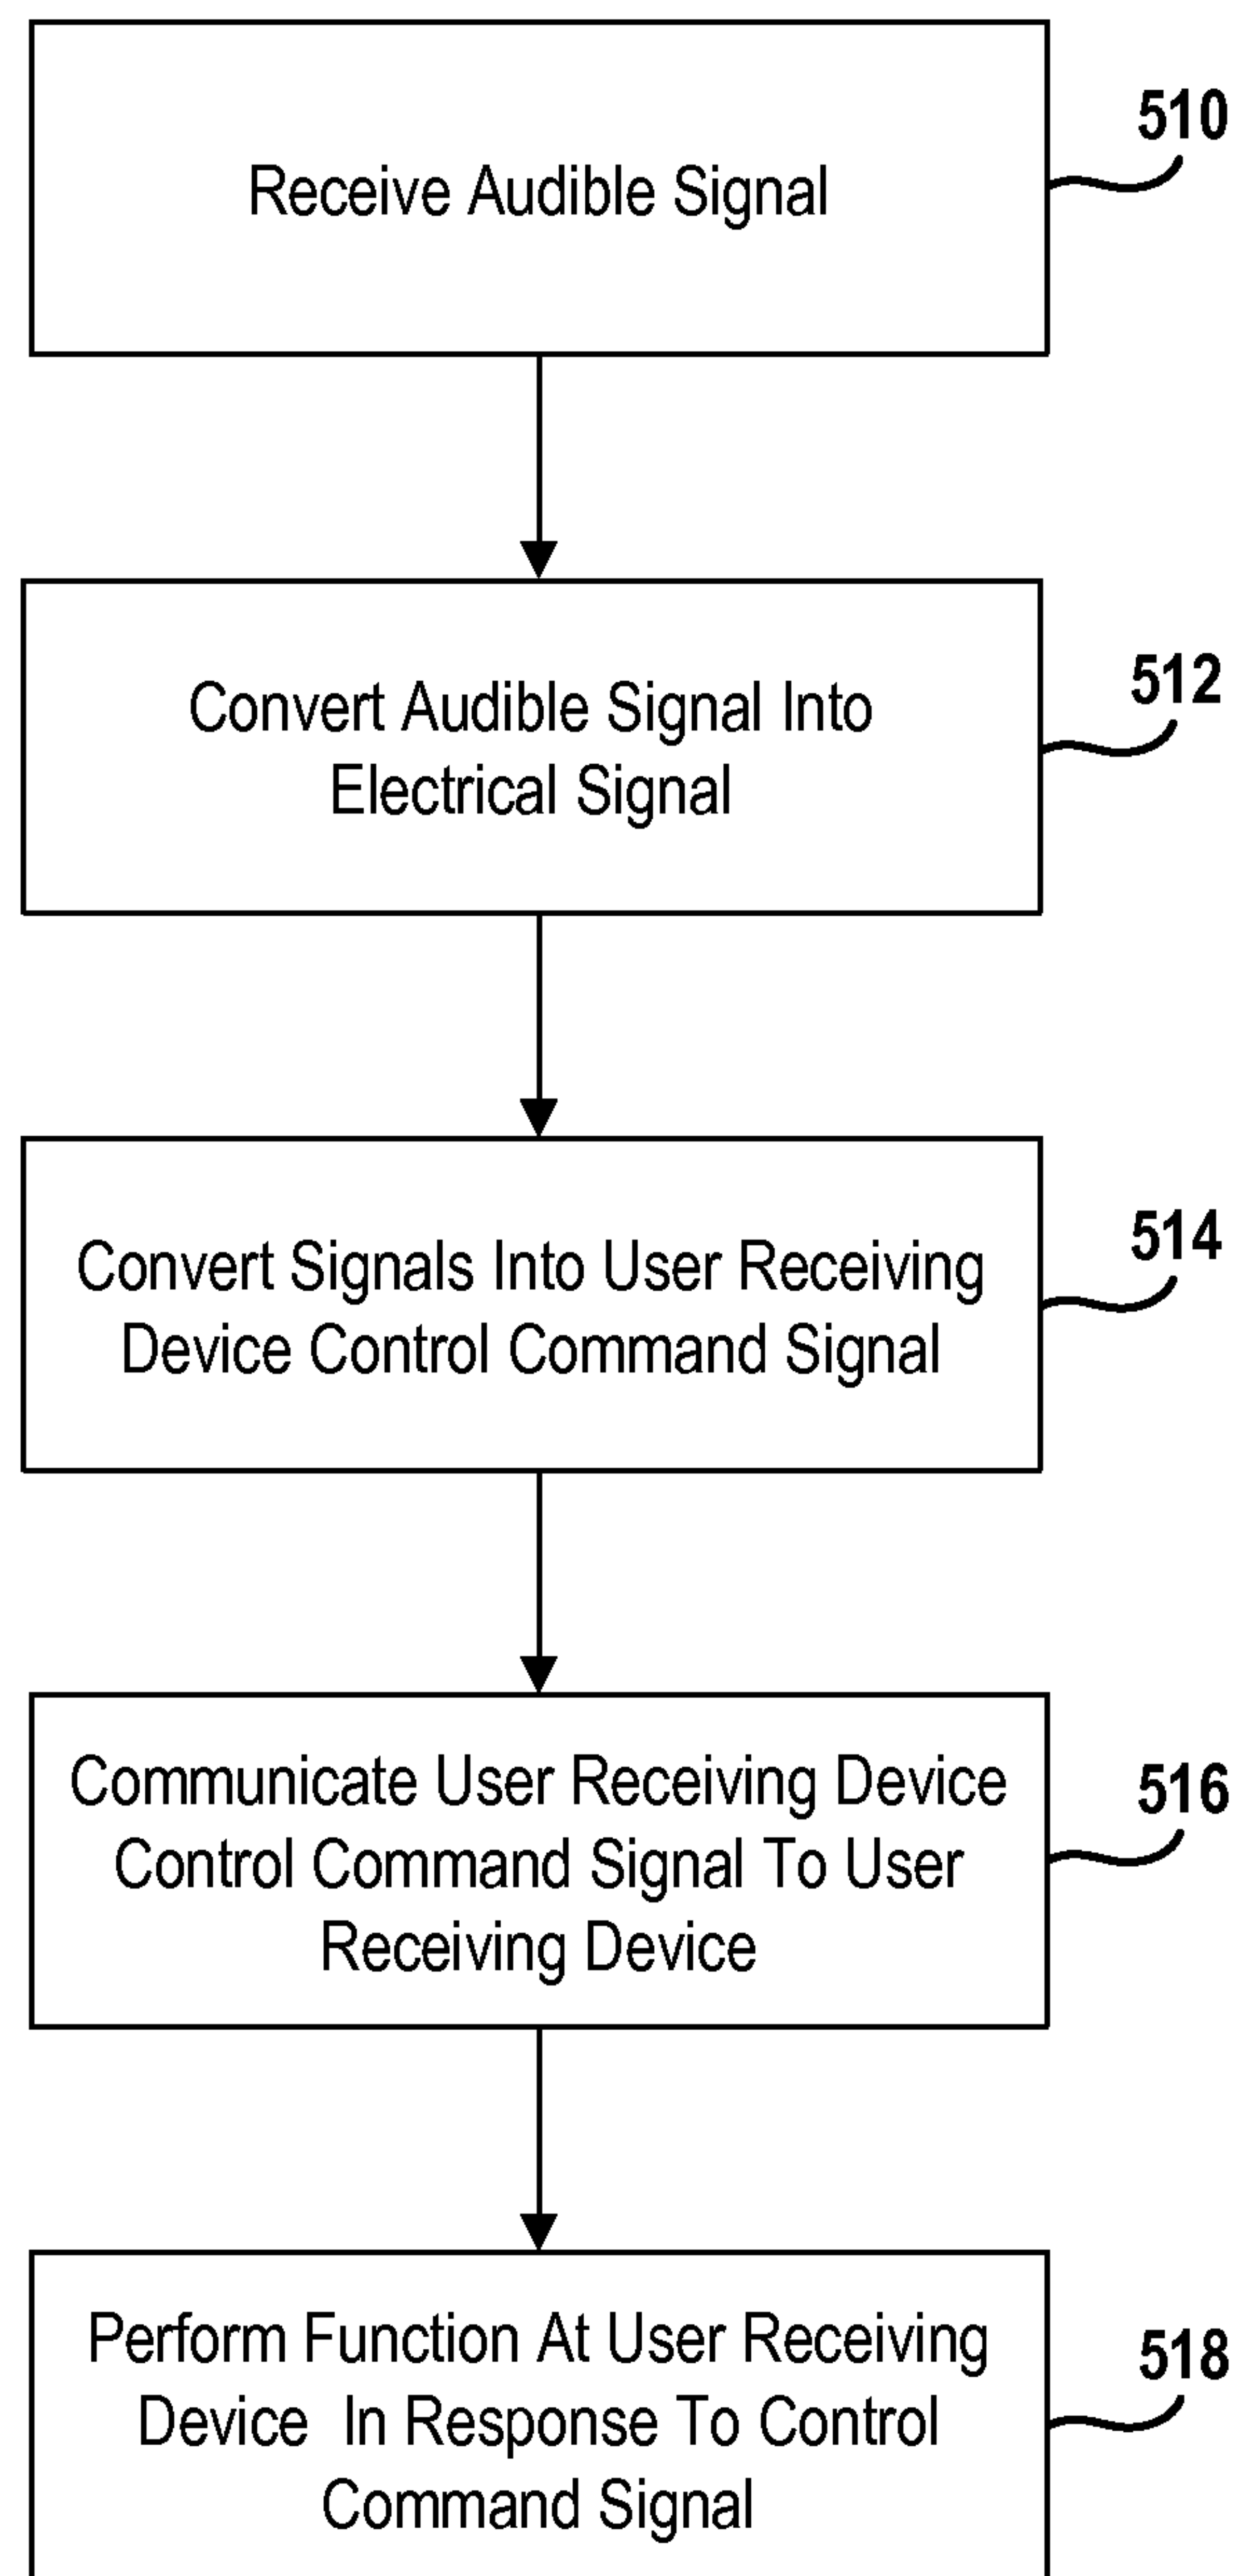 Receive Audible Signal
510
Convert Audible Signal Into
Electrical Signal
512
Convert Signals Into User Receiving
Device Control Command Signal
514
Communicate User Receiving Device
Control Command Signal To User
Receiving Device
516
Perform Function At User Receiving
Device In Response To Control
Command Signal
518